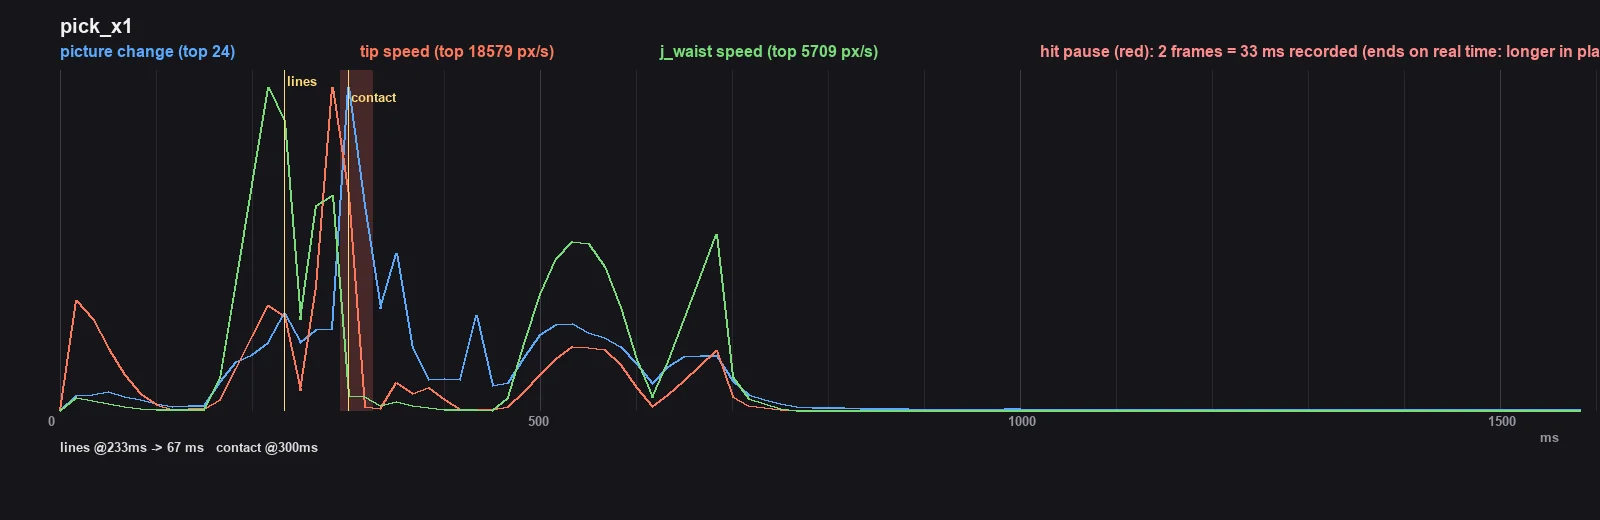 pick_x1
picture change (top 24) tip speed (top 18579 px/s) j_waist speed (top 5709 px/s) hit pause (red): 2 frames = 33 ms recorded (ends on real time: longer in pla
lines
contact
0 500 1000 1500
ms
lines @233ms -> 67 ms contact @300ms